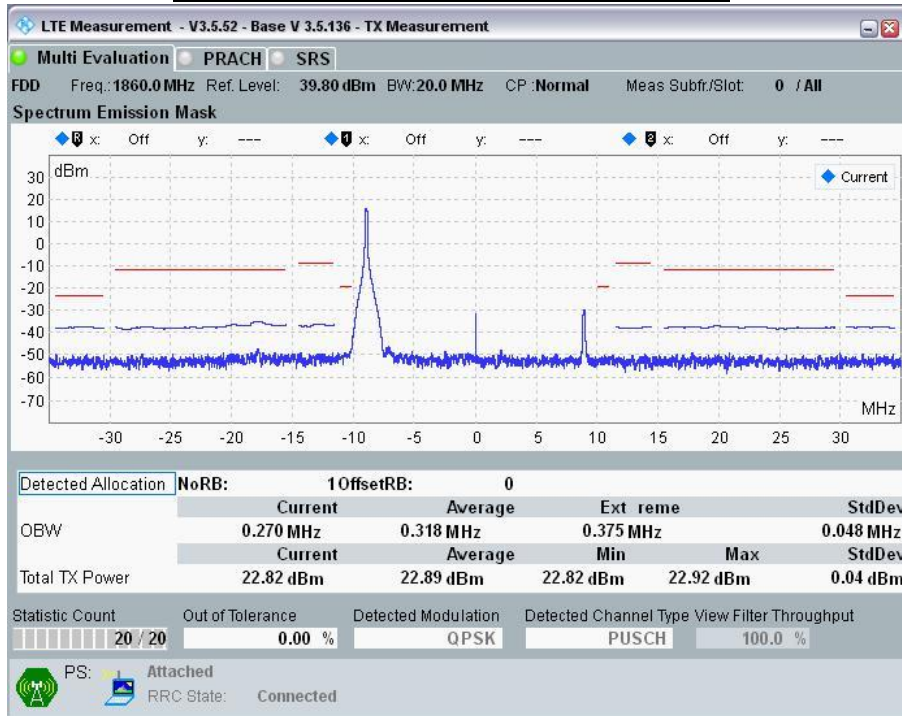 LTE Measurement - V3.5.52 - Base V 3.5.136 - TX Measurement
Multi Evaluation PRACH SRS
FDD Freq.: 1860.0 MHz Ref. Level: 39.80 dBm BW: 20.0 MHz CP : Normal Meas Subfr./Slot: 0 / All
Spectrum Emission Mask
R x: Off y: --- 1 x: Off y: --- 2 x: Off y: ---
dBm
Current
30
20
10
0
-10
-20
-30
-40
-50
-60
-70
MHz
-30 -25 -20 -15 -10 -5 0 5 10 15 20 25 30
Detected Allocation NoRB: 1 OffsetRB: 0
Current Average Ext reme StdDev
OBW 0.270 MHz 0.318 MHz 0.375 MHz 0.048 MHz
Current Average Min Max StdDev
Total TX Power 22.82 dBm 22.89 dBm 22.82 dBm 22.92 dBm 0.04 dBm
Statistic Count Out of Tolerance Detected Modulation Detected Channel Type View Filter Throughput
20 / 20 0.00 % QPSK PUSCH 100.0 %
PS: Attached
RRC State: Connected